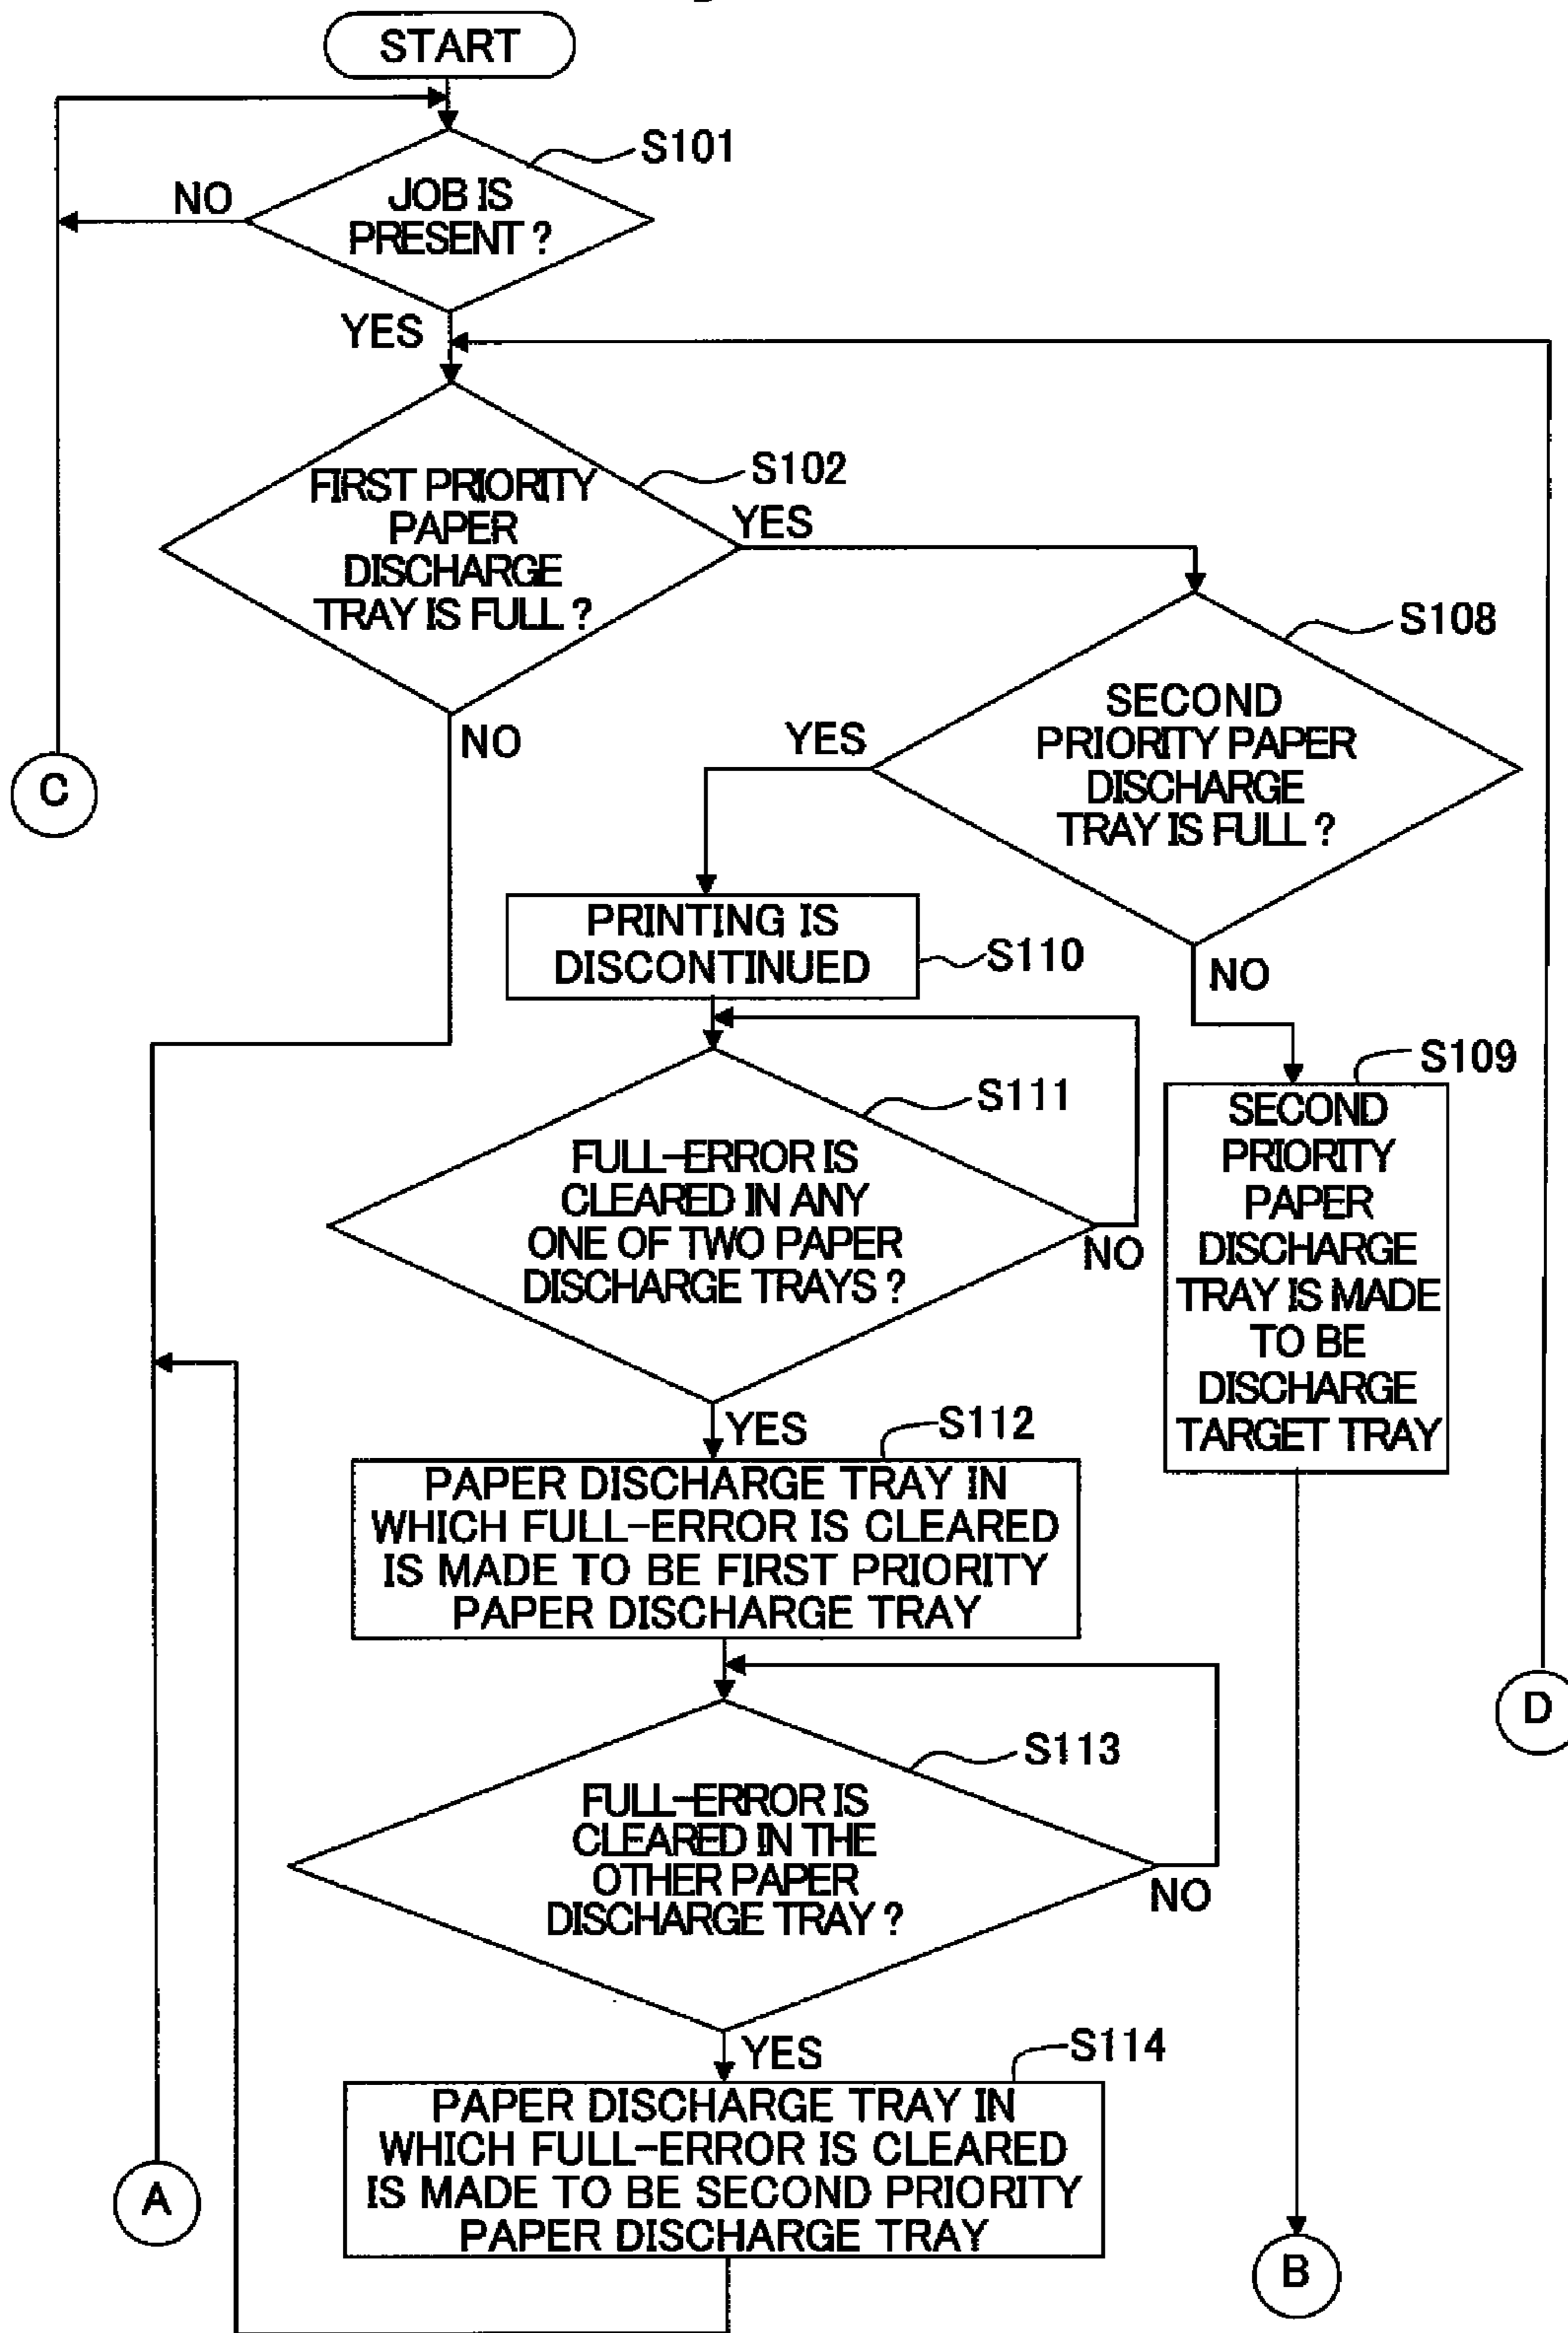 START
S101
NO
JOB IS
PRESENT ?
YES
S102
FIRST PRIORITY
PAPER
DISCHARGE
TRAY IS FULL ?
YES
NO
S108
SECOND
PRIORITY PAPER
DISCHARGE
TRAY IS FULL ?
YES
NO
C
PRINTING IS
DISCONTINUED
S110
S109
SECOND
PRIORITY
PAPER
DISCHARGE
TRAY IS MADE
TO BE
DISCHARGE
TARGET TRAY
S111
FULL-ERROR IS
CLEARED IN ANY
ONE OF TWO PAPER
DISCHARGE TRAYS ?
NO
YES
S112
PAPER DISCHARGE TRAY IN
WHICH FULL-ERROR IS CLEARED
IS MADE TO BE FIRST PRIORITY
PAPER DISCHARGE TRAY
D
S113
FULL-ERROR IS
CLEARED IN THE
OTHER PAPER
DISCHARGE TRAY ?
NO
YES
S114
PAPER DISCHARGE TRAY IN
WHICH FULL-ERROR IS CLEARED
IS MADE TO BE SECOND PRIORITY
PAPER DISCHARGE TRAY
A
B